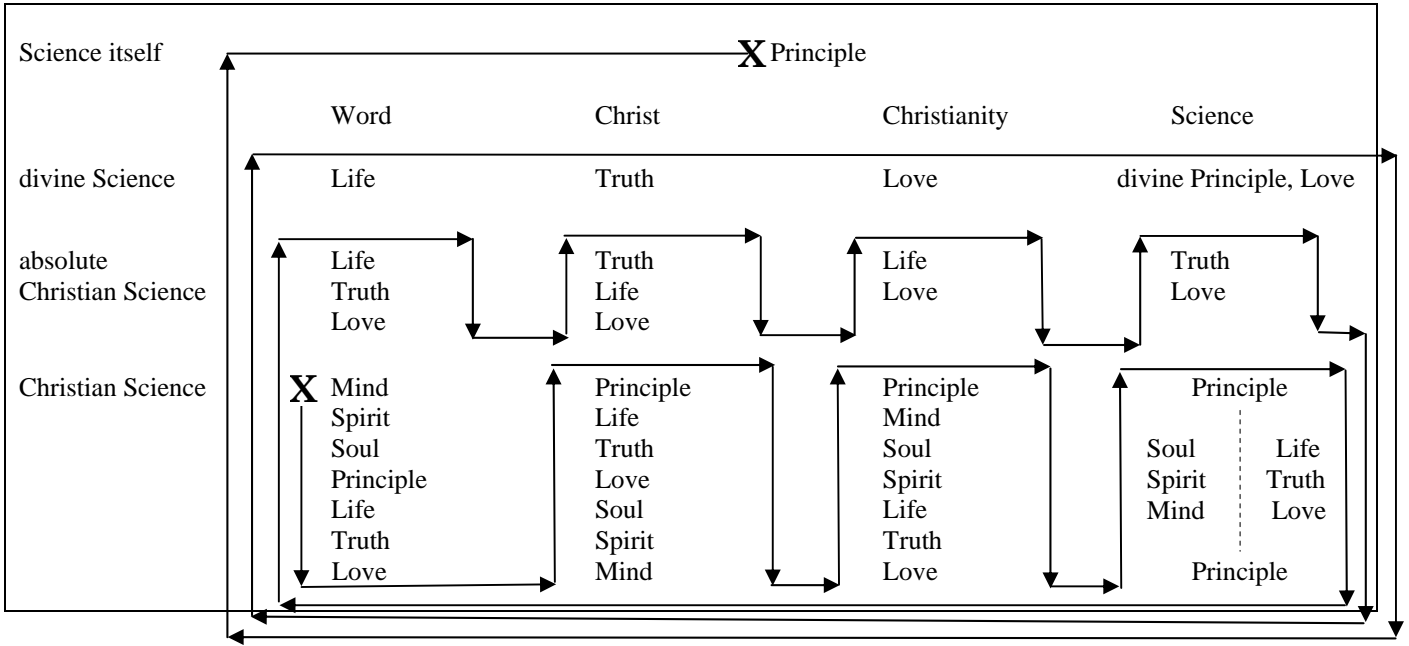 Science itself X Principle
Word Christ Christianity Science
divine Science Life Truth Love divine Principle, Love
absolute Life Truth Life Truth
Christian Science Truth Life Love Love
Love Love
Christian Science X Mind Principle Principle Principle
Spirit Life Mind
Soul Truth Soul Soul Life
Principle Love Spirit Spirit Truth
Life Soul Life Mind Love
Truth Spirit Truth
Love Mind Love Principle